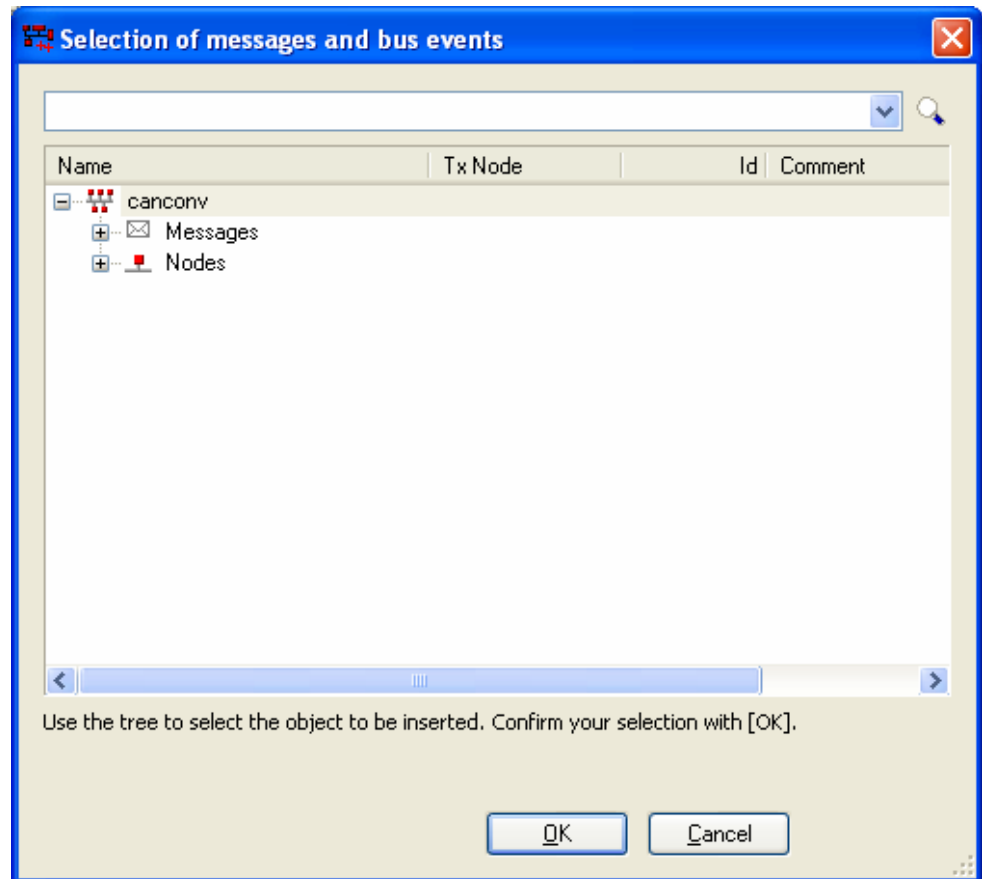 Selection of messages and bus events
Name Tx Node Id Comment
canconv
Messages
Nodes
Use the tree to select the object to be inserted. Confirm your selection with [OK].
OK Cancel